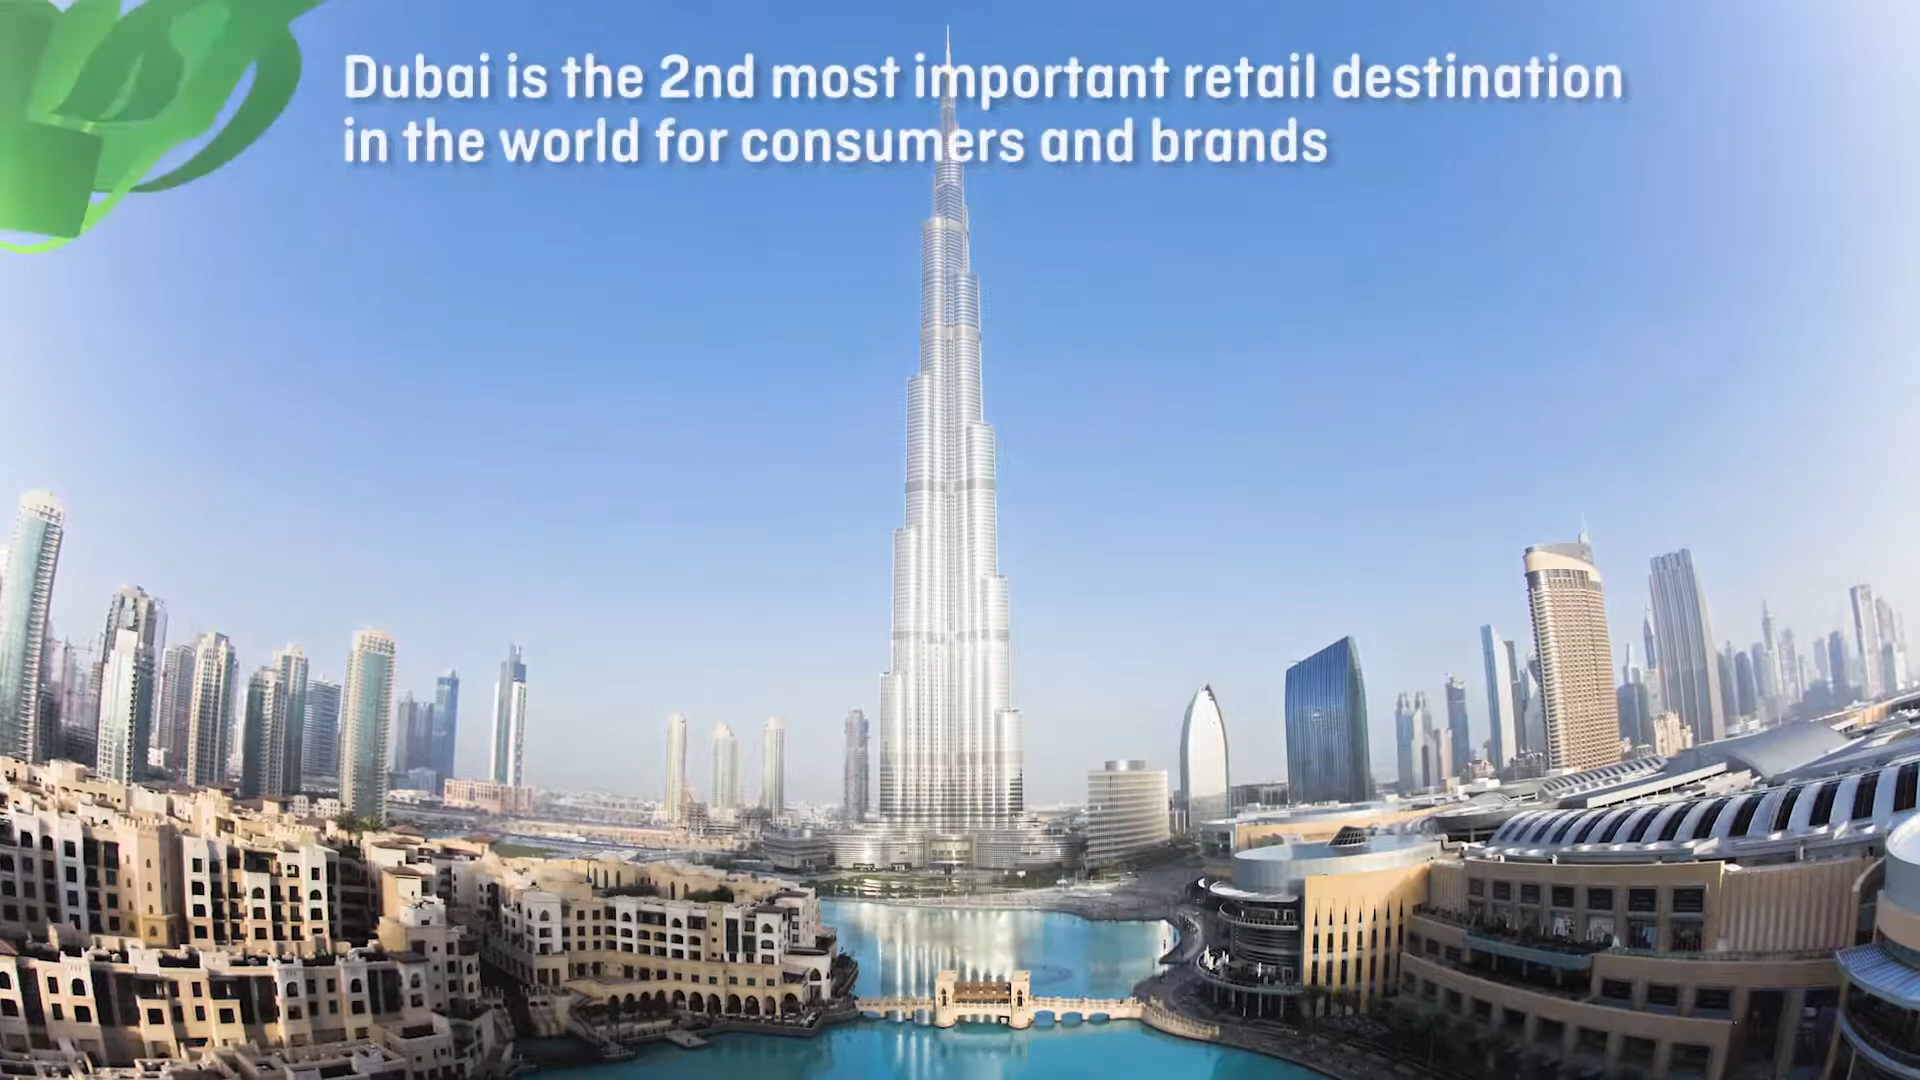 Dubai is the 2nd most important retail destination
in the world for consumers and brands